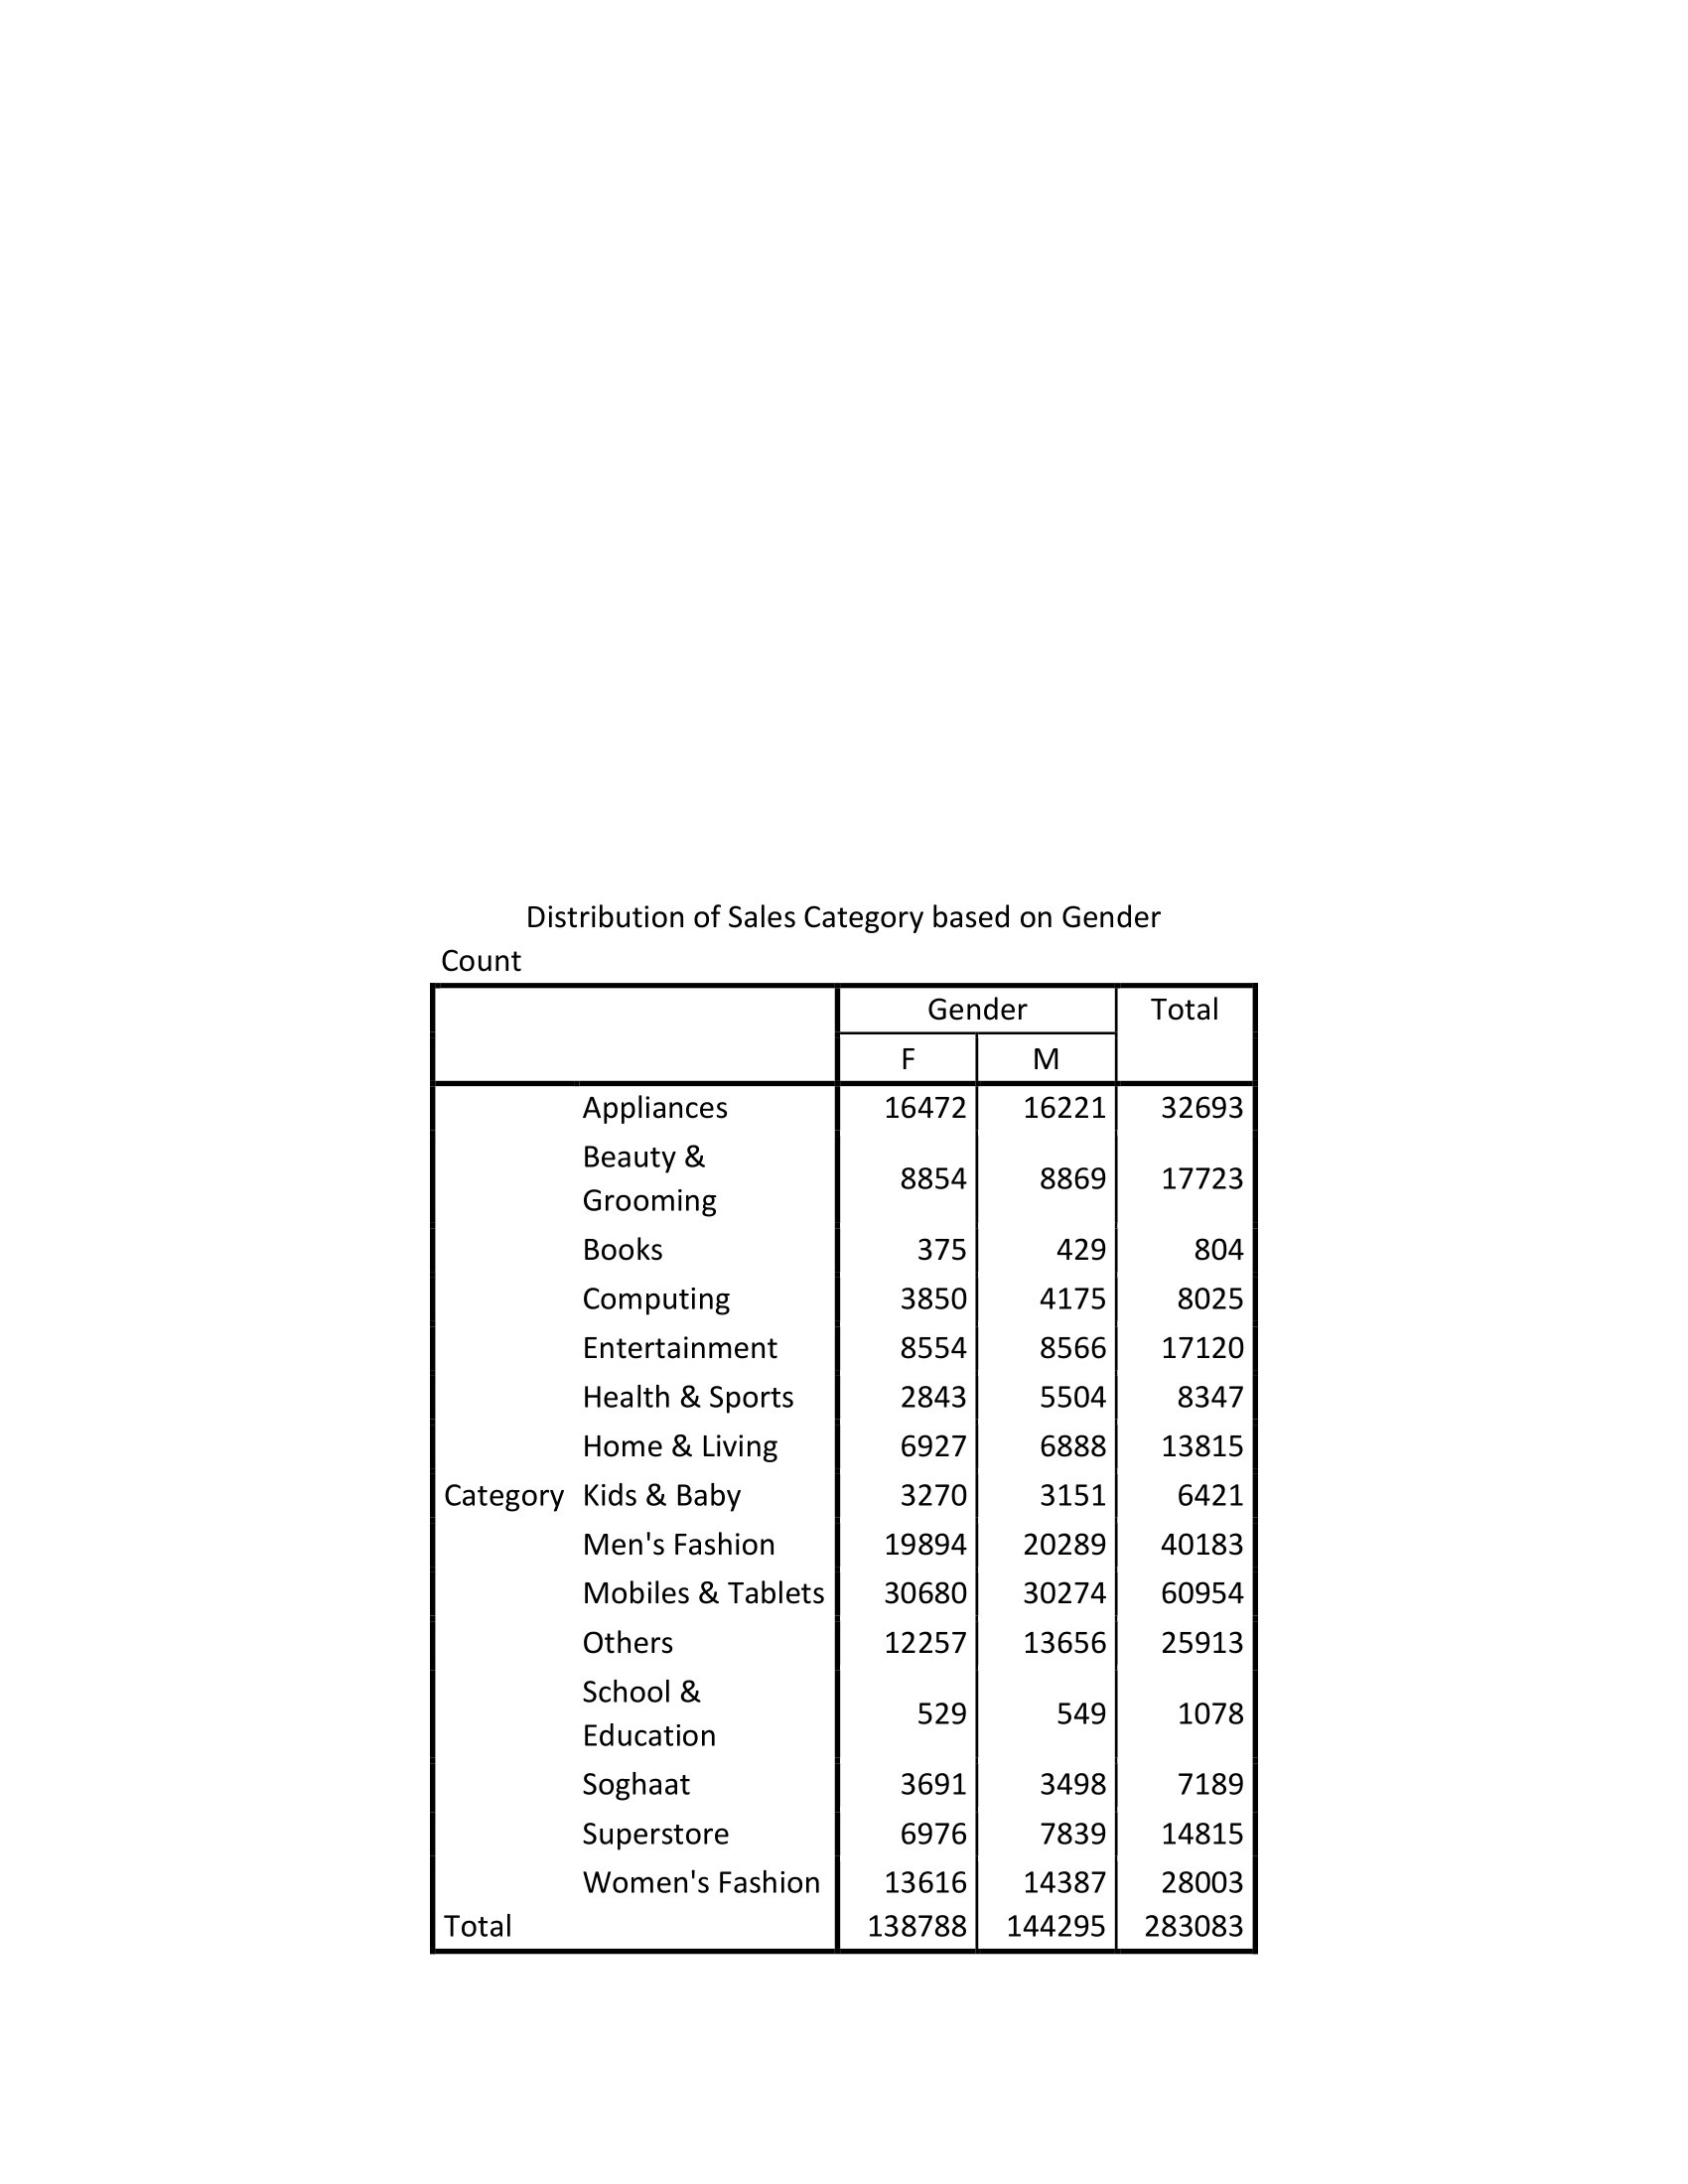 Distribution of Sales Category based on Gender
Count
Gender Total
F M
Appliances 16472 16221 32693
Beauty &
Grooming 8854 8869 17723
Books 375 429 804
Computing 3850 4175 8025
Entertainment 8554 8566 17120
Health & Sports 2843 5504 8347
Home & Living 6927 6888 13815
Category Kids & Baby 3270 3151 6421
Men's Fashion 19894 20289 40183
Mobiles & Tablets 30680 30274 60954
Others 12257 13656 25913
School &
Education 529 549 1078
Soghaat 3691 3498 7189
Superstore 6976 7839 14815
Women's Fashion 13616 14387 28003
Total 138788 144295 283083